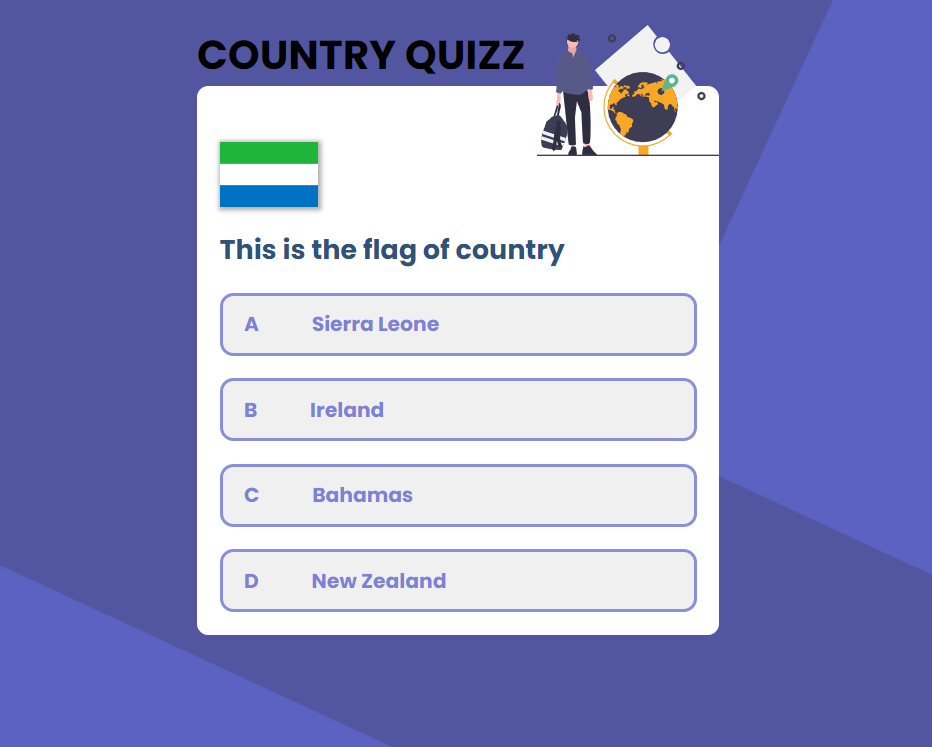 COUNTRY QUIZZ
This is the flag of country
A Sierra Leone
B Ireland
C Bahamas
D New Zealand